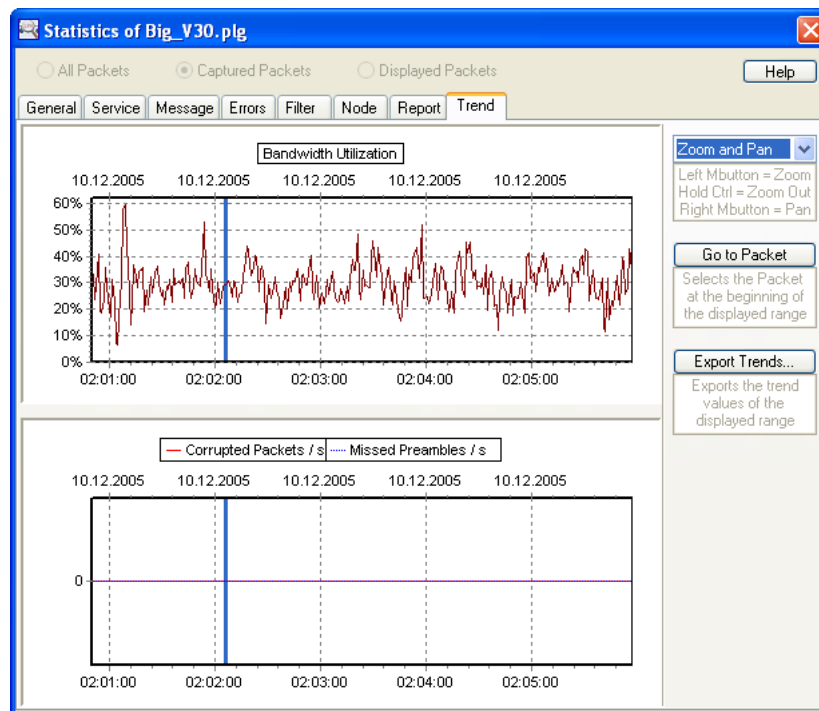 Statistics of Big_V30.plg
All Packets Captured Packets Displayed Packets
Help
General Service Message Errors Filter Node Report Trend
Bandwidth Utilization
10.12.2005 10.12.2005 10.12.2005 10.12.2005 10.12.2005
60%
50%
40%
30%
20%
10%
0%
02:01:00 02:02:00 02:03:00 02:04:00 02:05:00
Corrupted Packets / s Missed Preambles / s
10.12.2005 10.12.2005 10.12.2005 10.12.2005 10.12.2005
0
02:01:00 02:02:00 02:03:00 02:04:00 02:05:00
Zoom and Pan
Left Mbutton = Zoom
Hold Ctrl = Zoom Out
Right Mbutton = Pan
Go to Packet
Selects the Packet
at the beginning of
the displayed range
Export Trends...
Exports the trend
values of the
displayed range